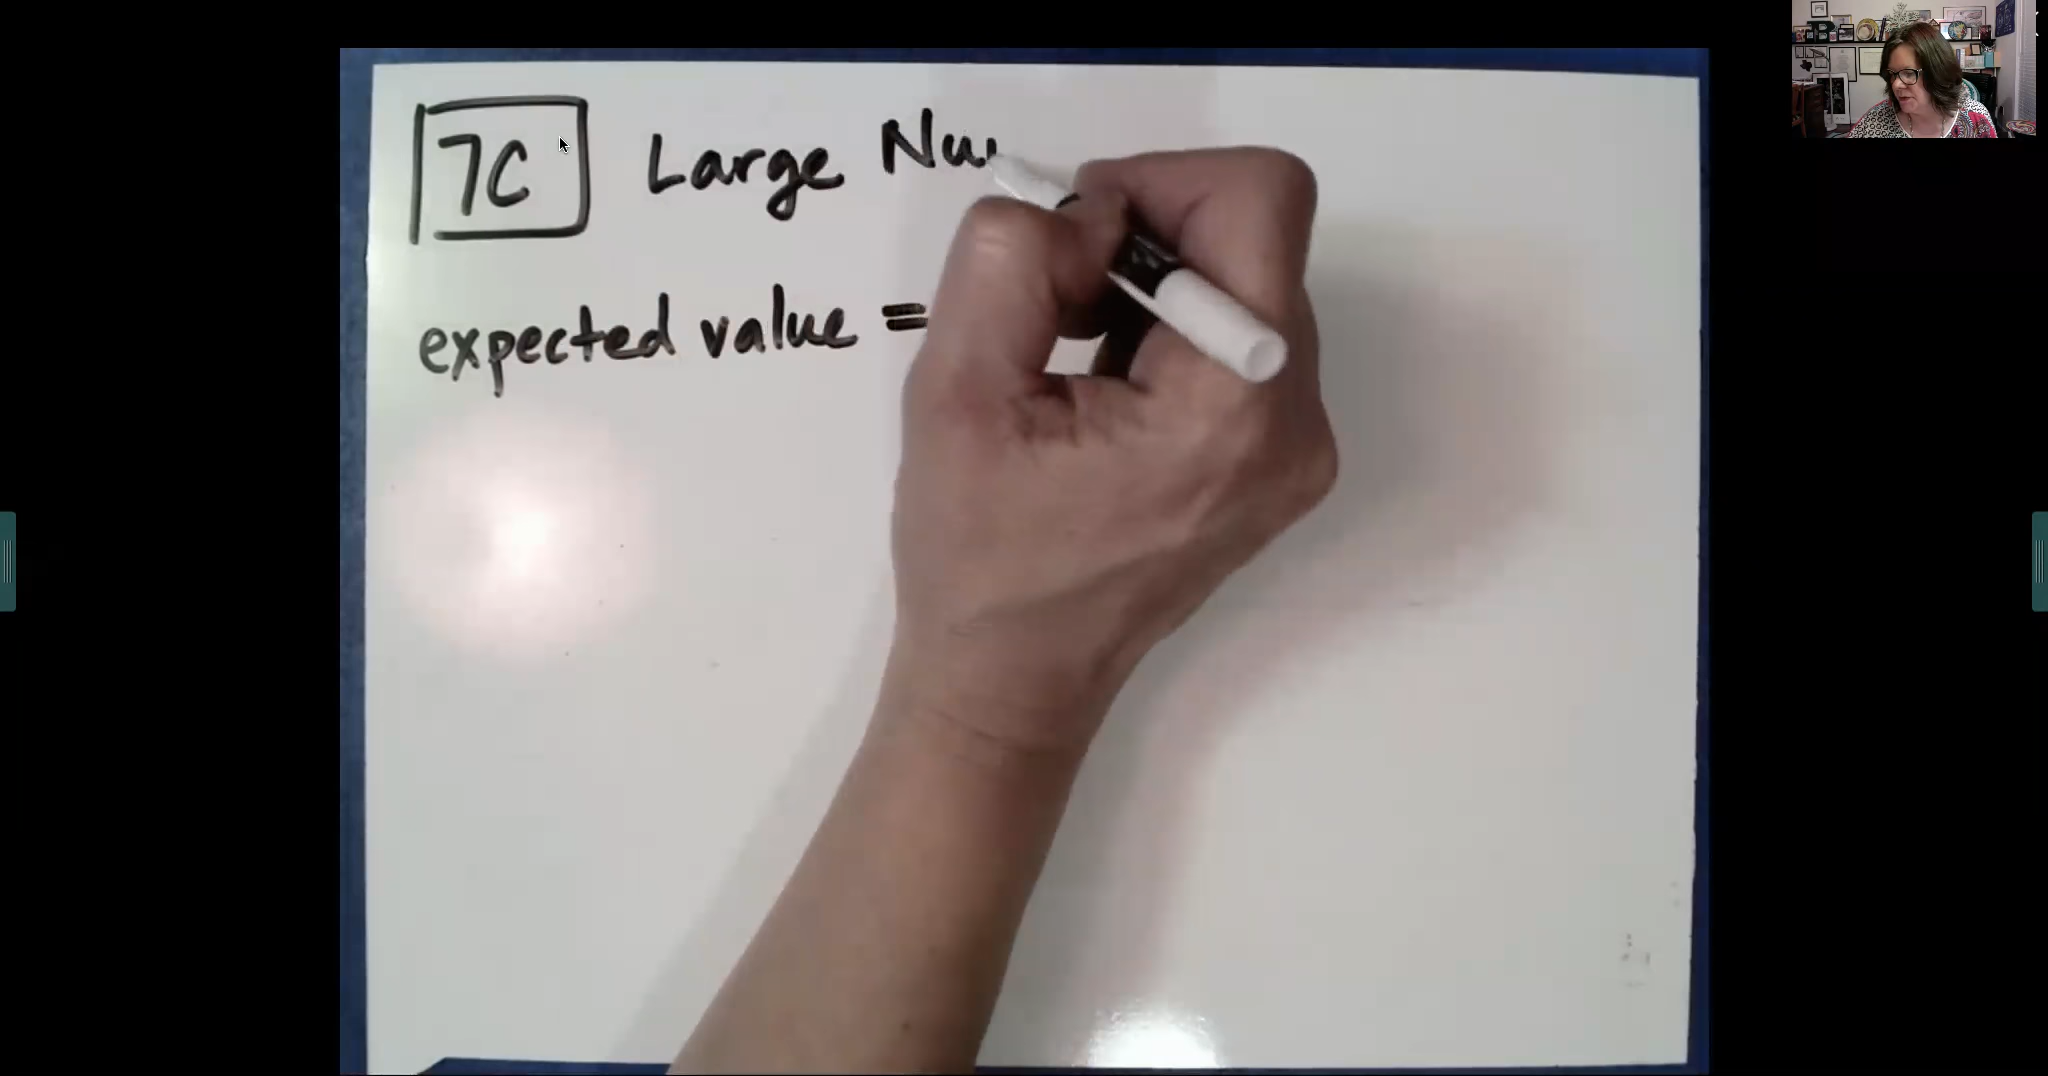 7C Large Nu
expected value =